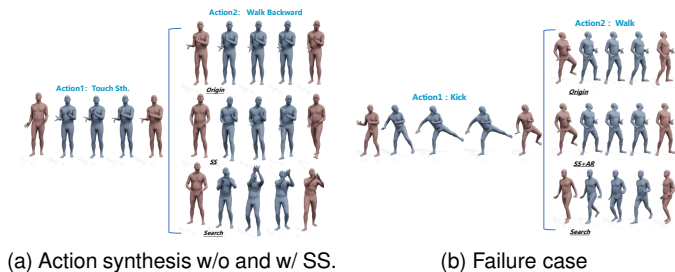 Action2: Walk Backward
Action1: Touch Sth.
Origin
SS
Search
Action2 : Walk
Action1 : Kick
Origin
SS+AR
Search
(a) Action synthesis w/o and w/ SS.
(b) Failure case